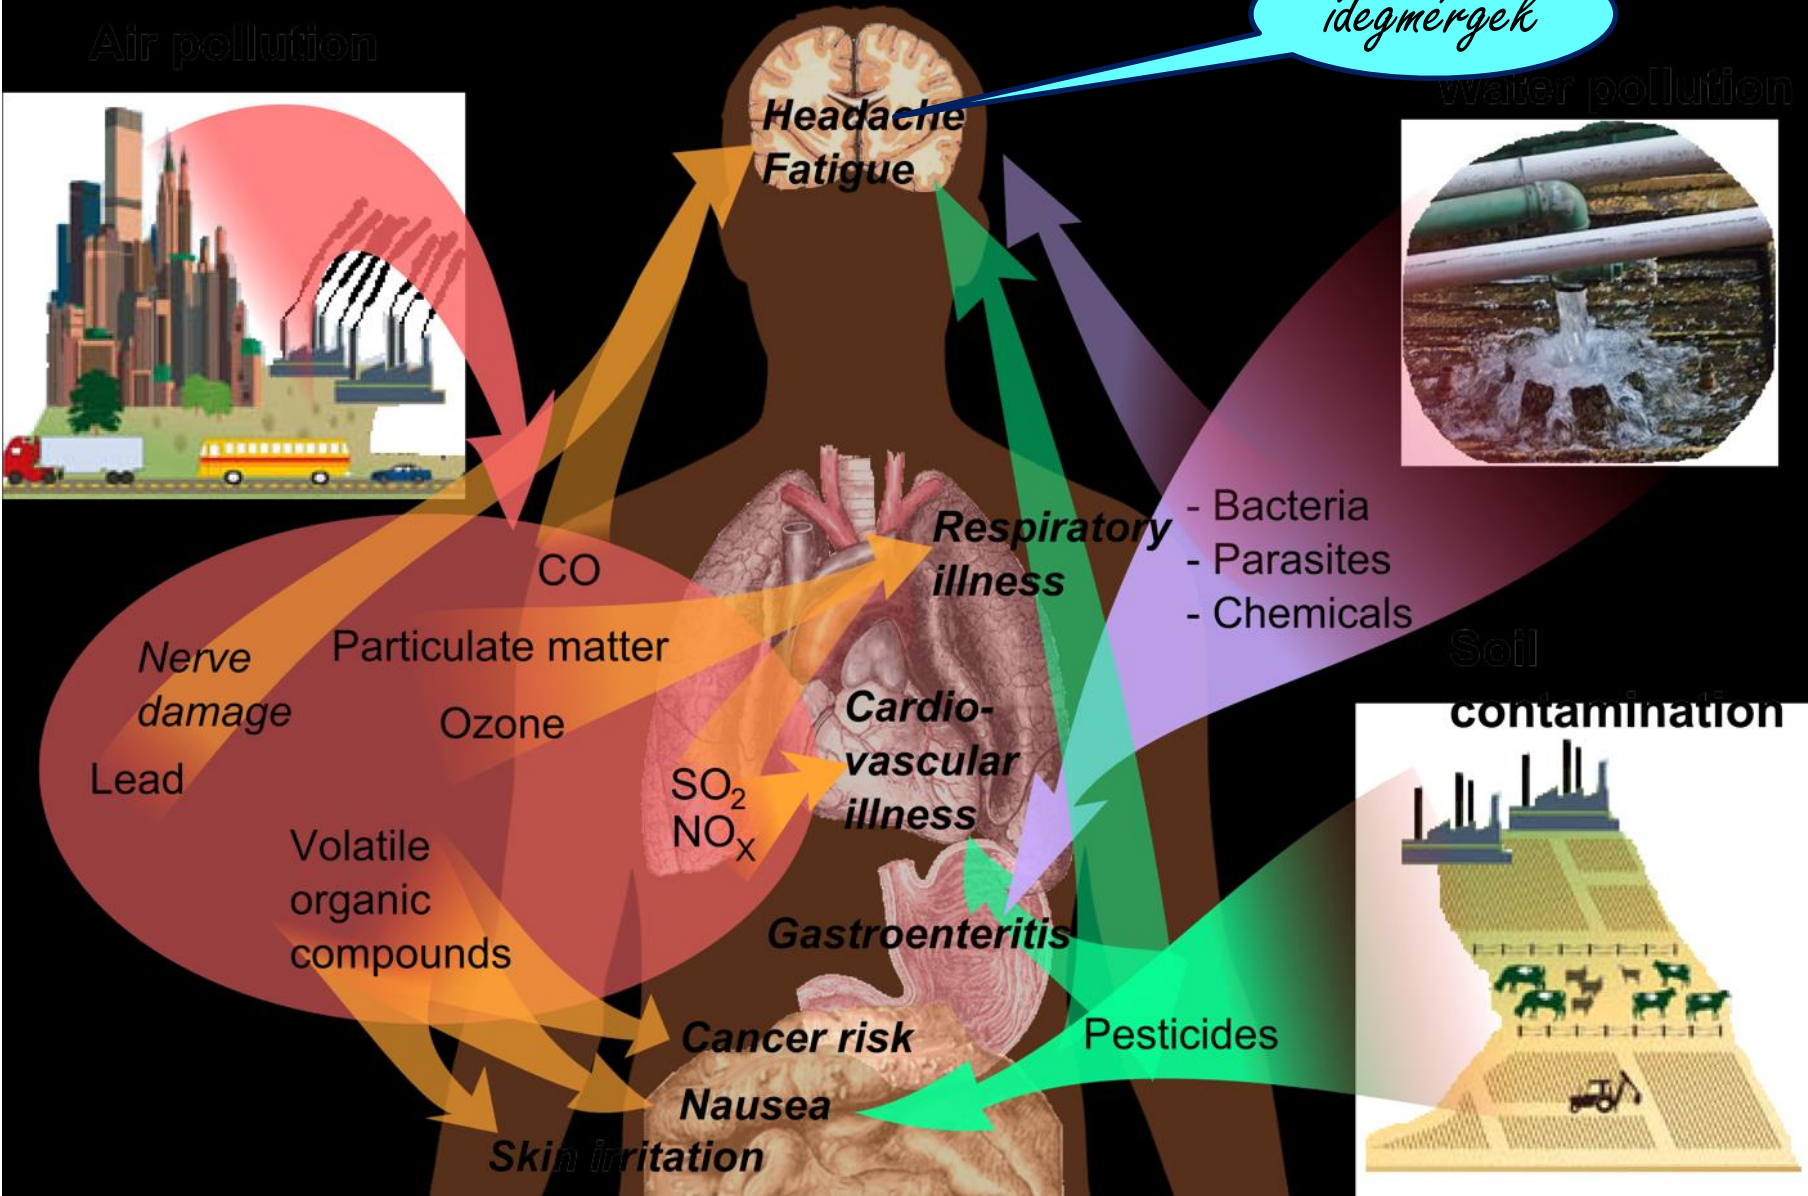 Air pollution
idegmérgek
Water pollution
Headache
Fatigue
Respiratory
illness
- Bacteria
- Parasites
- Chemicals
CO
Nerve
damage
Particulate matter
Ozone
Lead
SO₂
NOₓ
Cardio-
vascular
illness
Soil
contamination
Volatile
organic
compounds
Gastroenteritis
Pesticides
Cancer risk
Nausea
Skin irritation